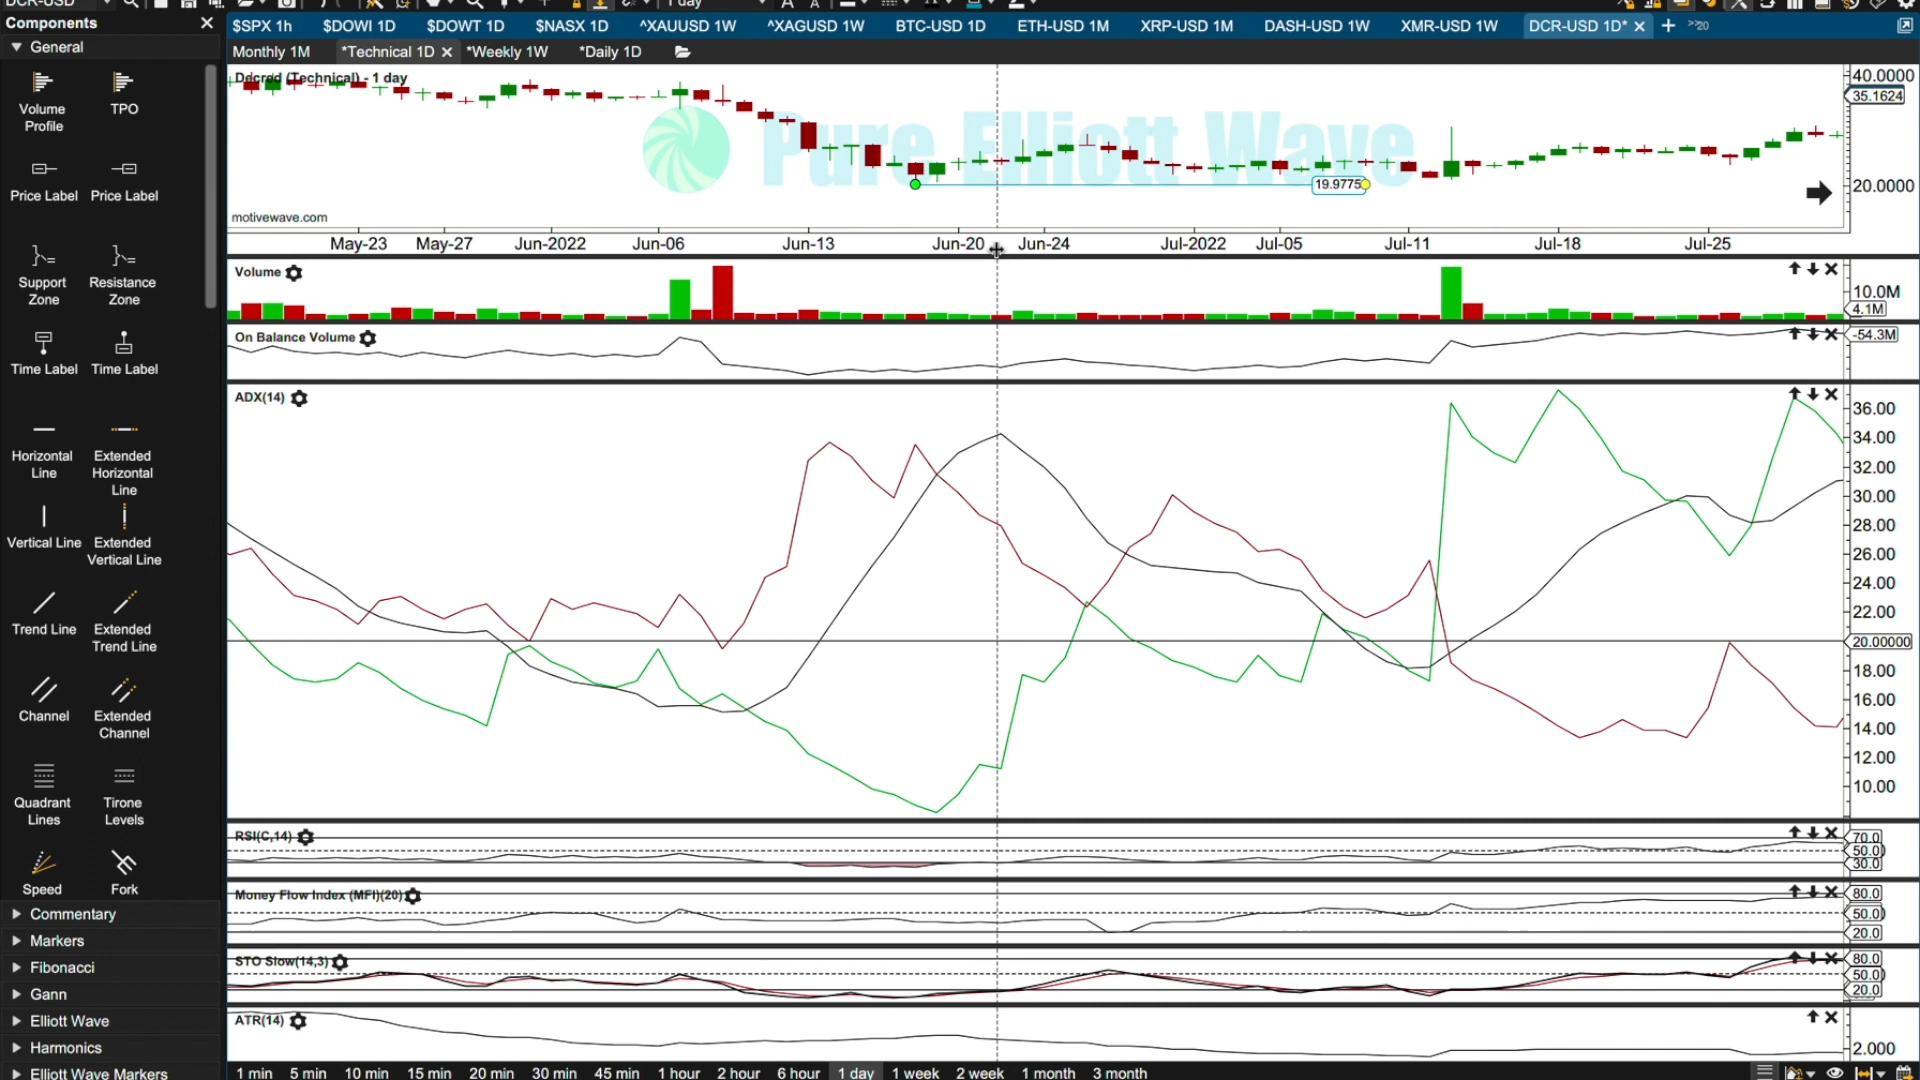 DCR-USD
1 day
Components
$SPX 1h $DOWI 1D $DOWT 1D $NASX 1D ^XAUUSD 1W ^XAGUSD 1W BTC-USD 1D ETH-USD 1M XRP-USD 1M DASH-USD 1W XMR-USD 1W DCR-USD 1D* >>20
General
Monthly 1M *Technical 1D *Weekly 1W *Daily 1D
Volume Profile
TPO
Price Label
Price Label
Support Zone
Resistance Zone
Time Label
Time Label
Horizontal Line
Extended Horizontal Line
Vertical Line
Extended Vertical Line
Trend Line
Extended Trend Line
Channel
Extended Channel
Quadrant Lines
Tirone Levels
Speed
Fork
Commentary
Markers
Fibonacci
Gann
Elliott Wave
Harmonics
Elliott Wave Markers
Decred (Technical) - 1 day
Pure Elliott Wave
40.0000
35.1624
19.9775
20.0000
motivewave.com
May-23 May-27 Jun-2022 Jun-06 Jun-13 Jun-20 Jun-24 Jul-2022 Jul-05 Jul-11 Jul-18 Jul-25
Volume
10.0M
4.1M
On Balance Volume
-54.3M
ADX(14)
36.00
34.00
32.00
30.00
28.00
26.00
24.00
22.00
20.00000
18.00
16.00
14.00
12.00
10.00
RSI(C,14)
70.0
50.0
30.0
Money Flow Index (MFI)(20)
80.0
50.0
20.0
STO Slow(14,3)
80.0
50.0
20.0
ATR(14)
2.000
1 min 5 min 10 min 15 min 20 min 30 min 45 min 1 hour 2 hour 6 hour 1 day 1 week 2 week 1 month 3 month